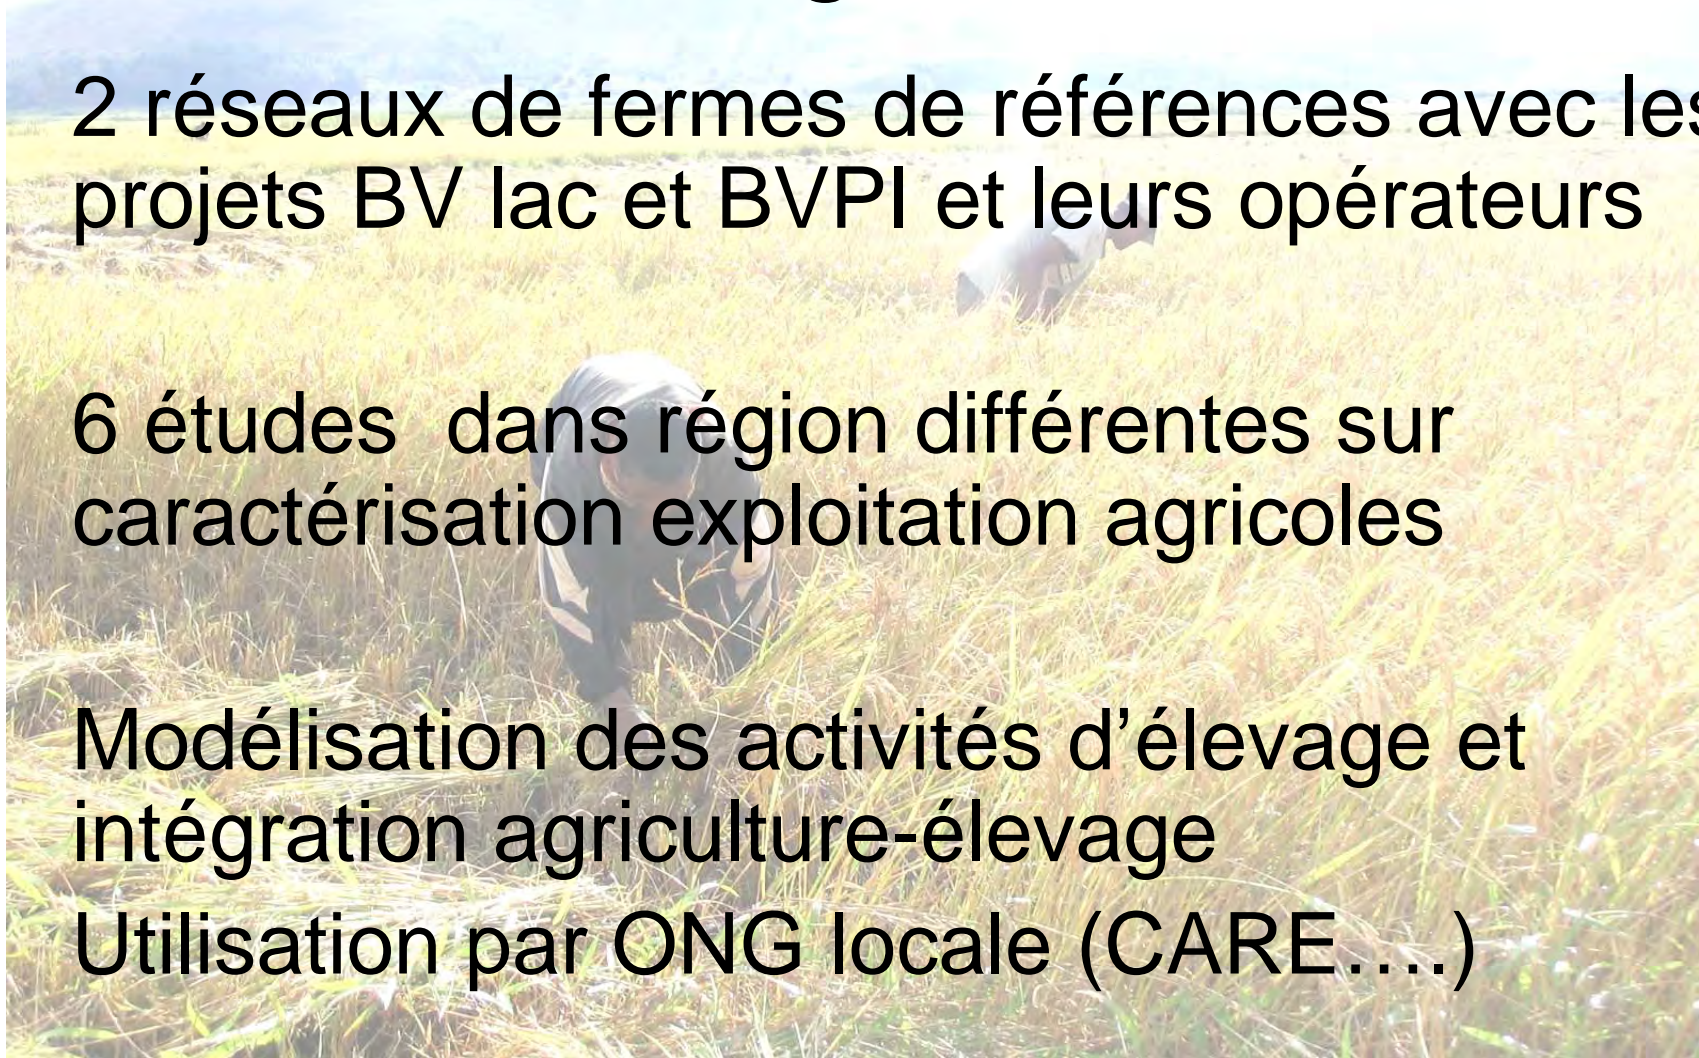 2 réseaux de fermes de références avec les
projets BV lac et BVPI et leurs opérateurs
6 études  dans région différentes sur
caractérisation exploitation agricoles
Modélisation des activités d’élevage et
intégration agriculture-élevage
Utilisation par ONG locale (CARE….)